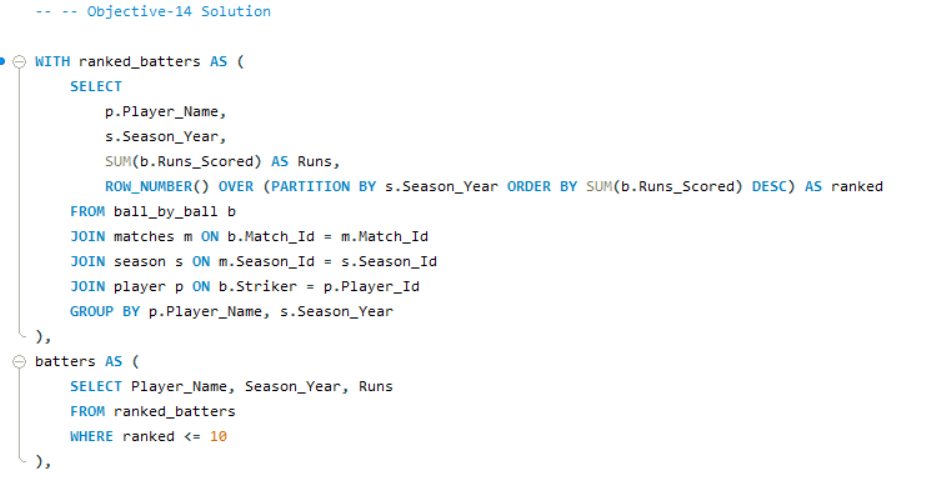 -- -- Objective-14 Solution
WITH ranked_batters AS (
SELECT
p.Player_Name,
s.Season_Year,
SUM(b.Runs_Scored) AS Runs,
ROW_NUMBER() OVER (PARTITION BY s.Season_Year ORDER BY SUM(b.Runs_Scored) DESC) AS ranked
FROM ball_by_ball b
JOIN matches m ON b.Match_Id = m.Match_Id
JOIN season s ON m.Season_Id = s.Season_Id
JOIN player p ON b.Striker = p.Player_Id
GROUP BY p.Player_Name, s.Season_Year
),
batters AS (
SELECT Player_Name, Season_Year, Runs
FROM ranked_batters
WHERE ranked <= 10
),